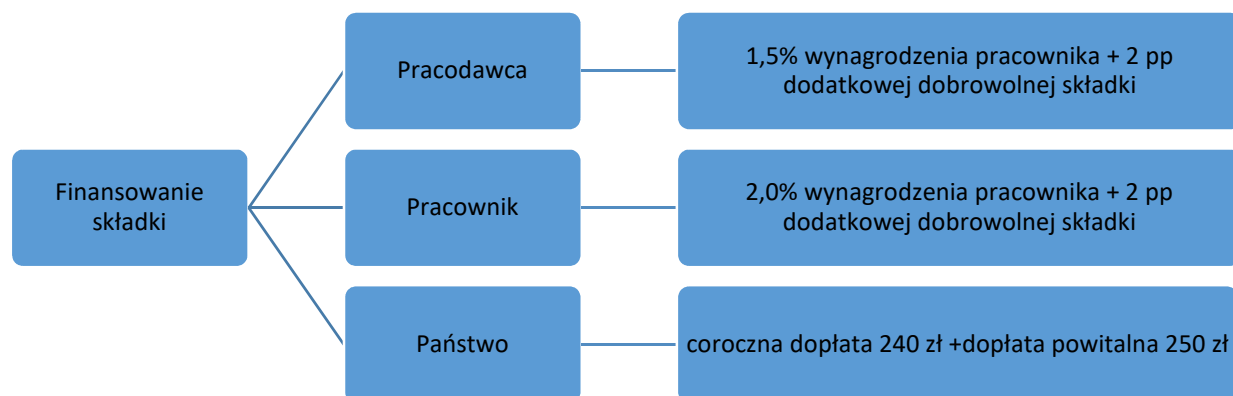 Pracodawca
1,5% wynagrodzenia pracownika + 2 pp
dodatkowej dobrowolnej składki
Finansowanie
składki
Pracownik
2,0% wynagrodzenia pracownika + 2 pp
dodatkowej dobrowolnej składki
Państwo
coroczna dopłata 240 zł +dopłata powitalna 250 zł